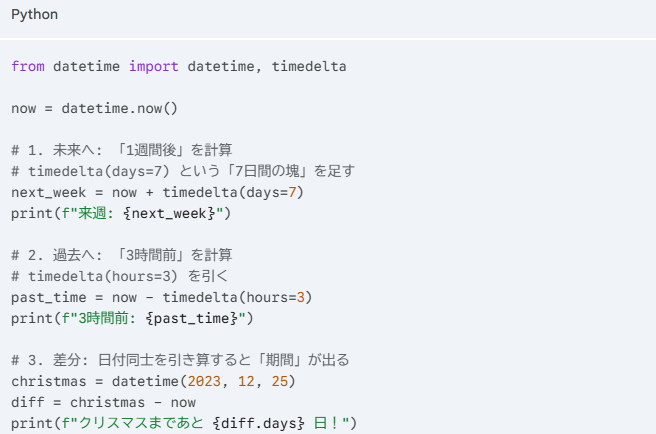 Python
from datetime import datetime, timedelta
now = datetime.now()
# 1. 未来へ: 「1週間後」を計算
# timedelta(days=7) という「7日間の塊」を足す
next_week = now + timedelta(days=7)
print(f"来週: {next_week}")
# 2. 過去へ: 「3時間前」を計算
# timedelta(hours=3) を引く
past_time = now - timedelta(hours=3)
print(f"3時間前: {past_time}")
# 3. 差分: 日付同士を引き算すると「期間」が出る
christmas = datetime(2023, 12, 25)
diff = christmas - now
print(f"クリスマスまであと {diff.days} 日！")